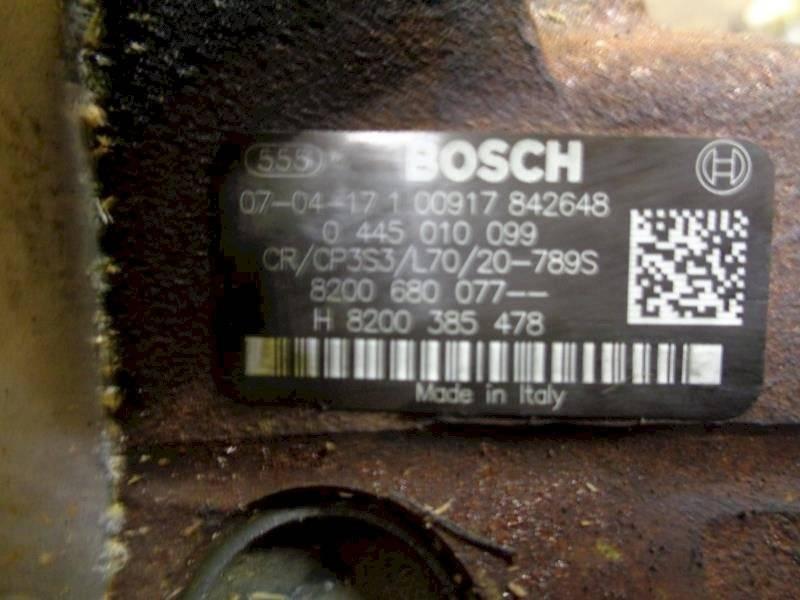 555 BOSCH
07-04-17 1 00917 842648
0 445 010 099
CR/CP3S3/L70/20-789S
8200 680 077--
H 8200 385 478
Made in Italy